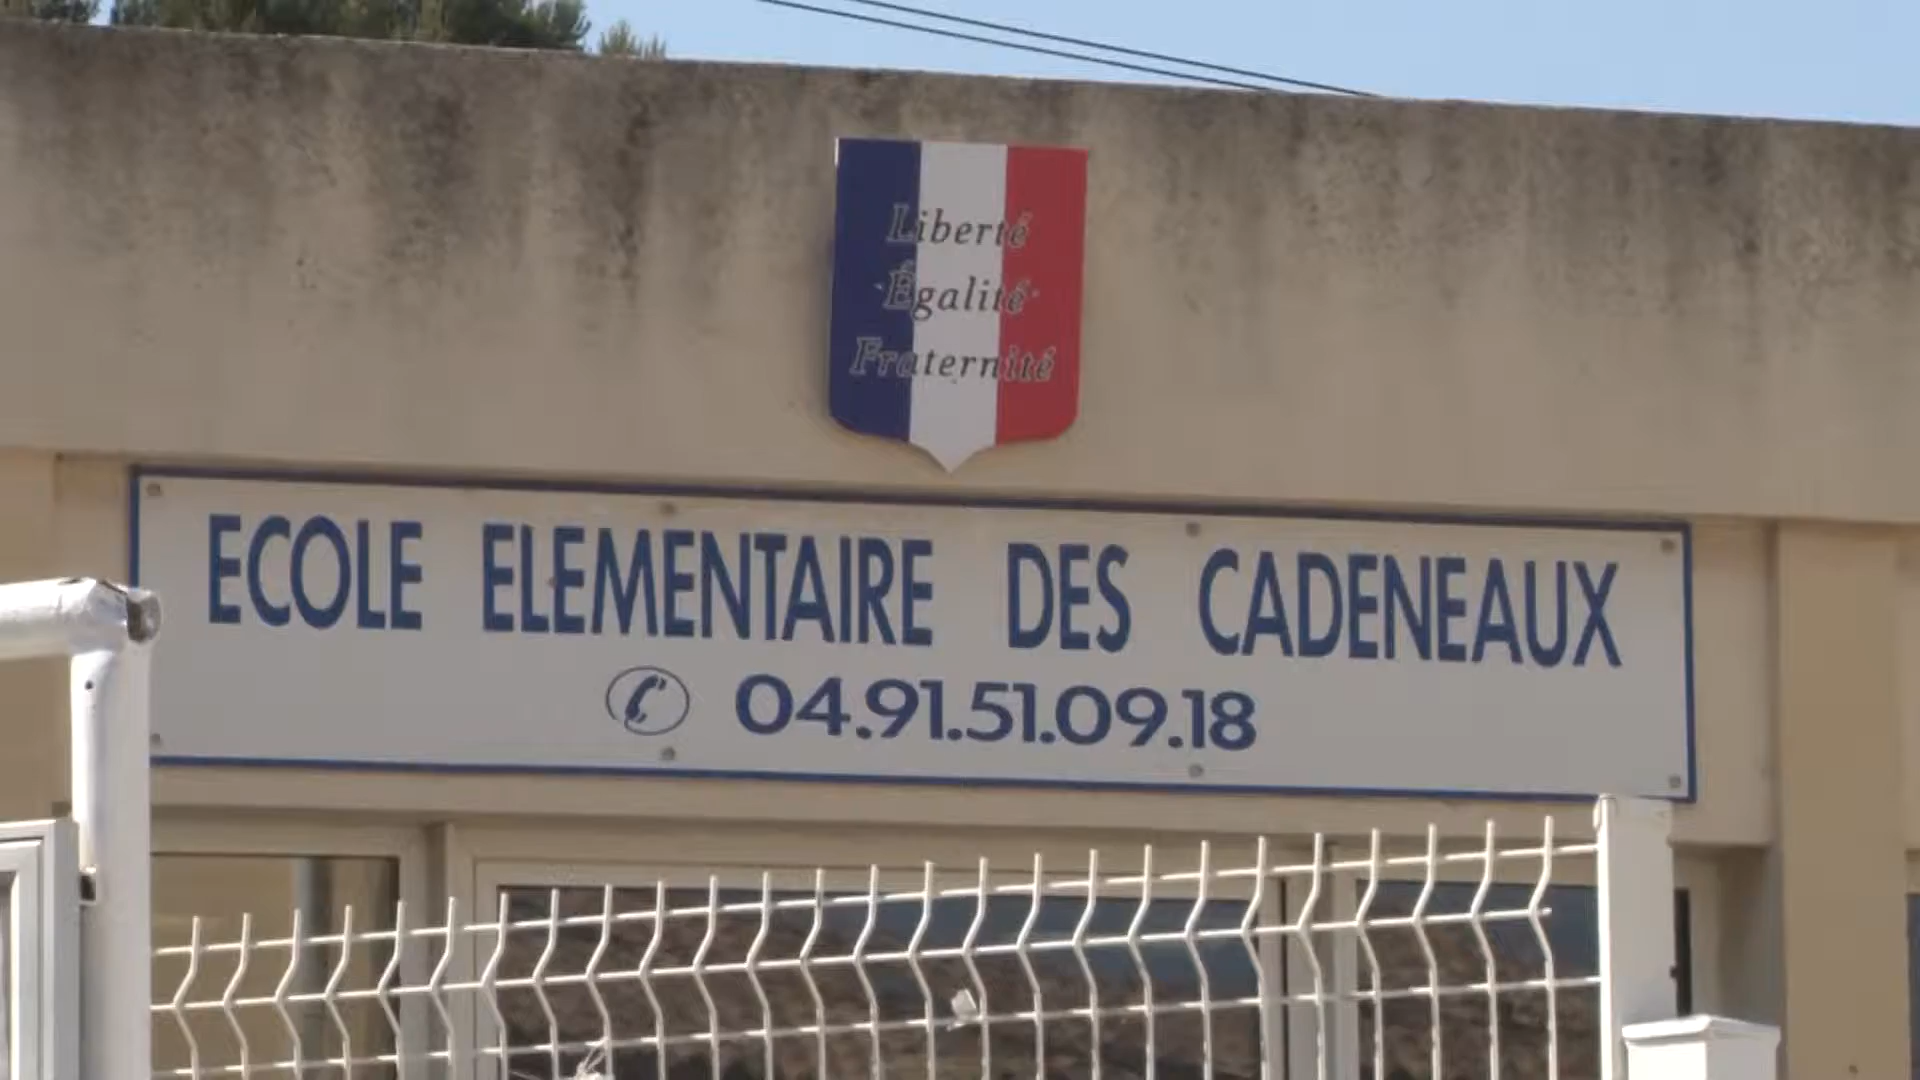 Liberté
Égalité
Fraternité
ECOLE ELEMENTAIRE DES CADENEAUX
04.91.51.09.18